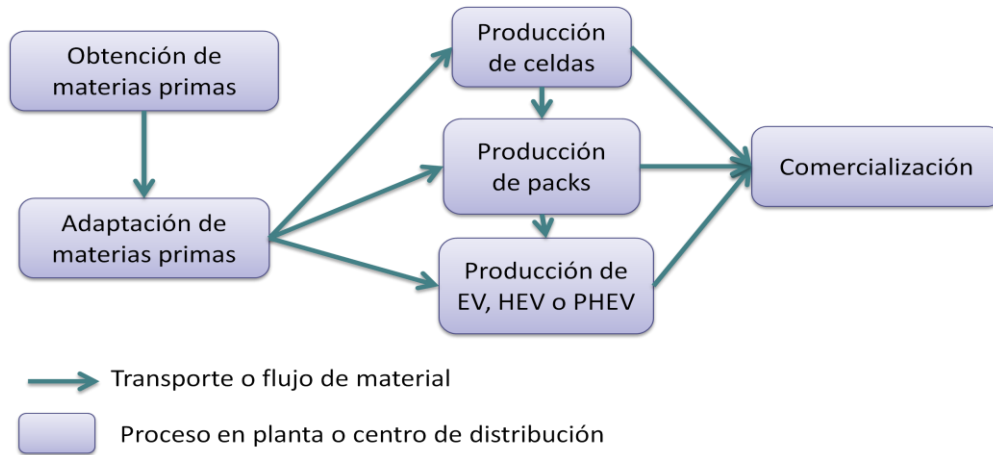 Obtención de
materias primas
Adaptación de
materias primas
Producción
de celdas
Producción
de packs
Producción de
EV, HEV o PHEV
Comercialización
Transporte o flujo de material
Proceso en planta o centro de distribución